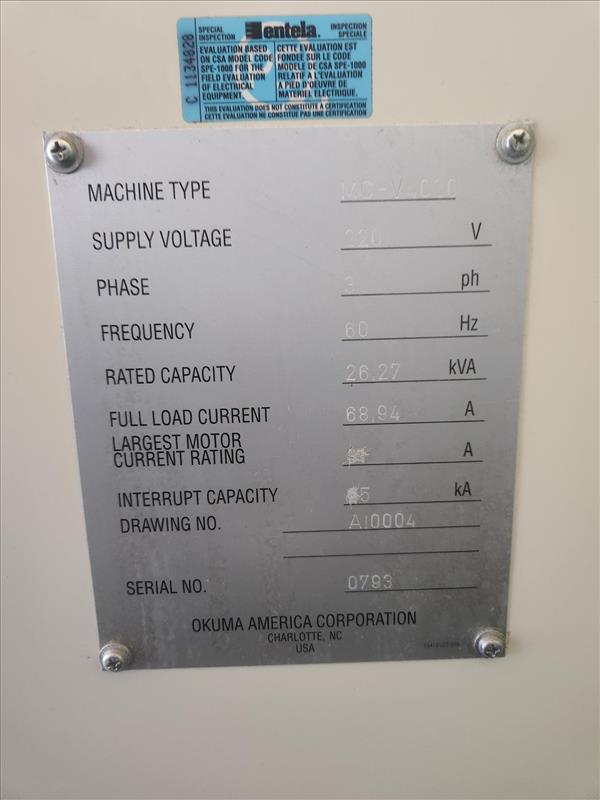 C 1134828
SPECIAL INSPECTION
entela
INSPECTION SPÉCIALE
EVALUATION BASED
ON CSA MODEL CODE
SPE-1000 FOR THE
FIELD EVALUATION
OF ELECTRICAL
EQUIPMENT.
CETTE EVALUATION EST
FONDEE SUR LE CODE
MODELE DE CSA SPE-1000
RELATIF A L'EVALUATION
A PIED D'OEUVRE DE
MATERIEL ELECTRIQUE.
THIS EVALUATION DOES NOT CONSTITUTE A CERTIFICATION
CETTE EVALUATION NE CONSTITUE PAS UNE CERTIFICATION
MACHINE TYPE MC-V4020
SUPPLY VOLTAGE 220 V
PHASE 3 ph
FREQUENCY 60 Hz
RATED CAPACITY 26.27 kVA
FULL LOAD CURRENT 68.94 A
LARGEST MOTOR
CURRENT RATING A
INTERRUPT CAPACITY kA
DRAWING NO. AI0004
SERIAL NO. 0793
OKUMA AMERICA CORPORATION
CHARLOTTE, NC
USA